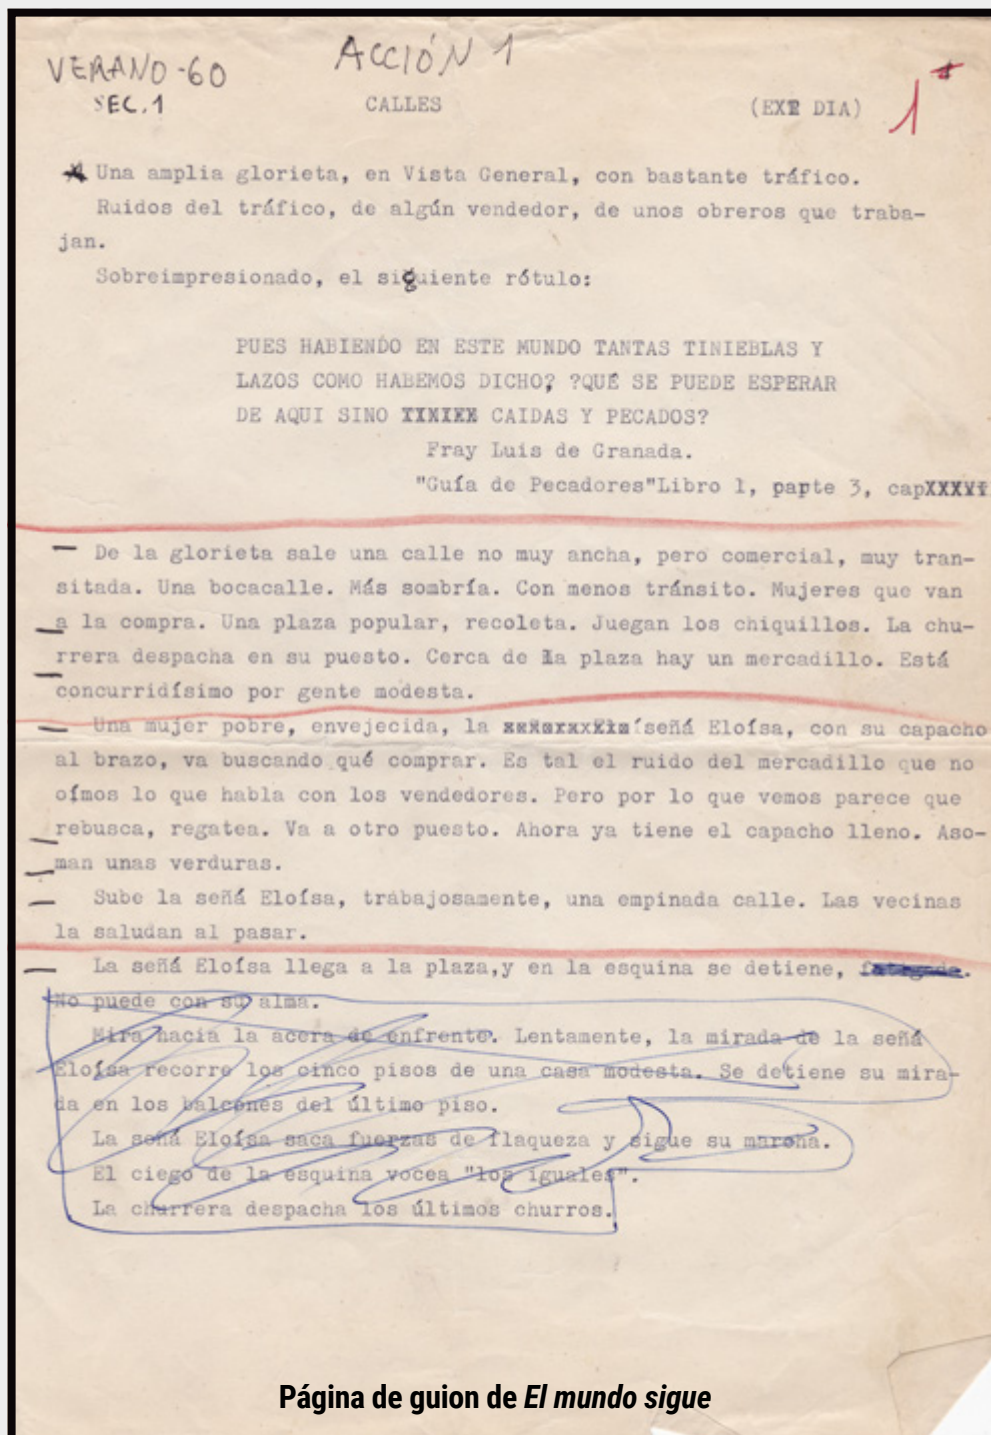 VERANO-60
ACCIÓN 1
SEC. 1
CALLES
(EXT DIA)
1
Una amplia glorieta, en Vista General, con bastante tráfico.
Ruidos del tráfico, de algún vendedor, de unos obreros que traba-
jan.
Sobreimpresionado, el siguiente rótulo:
PUES HABIENDO EN ESTE MUNDO TANTAS TINIEBLAS Y
LAZOS COMO HABEMOS DICHO? ?QUÉ SE PUEDE ESPERAR
DE AQUI SINO CAIDAS Y PECADOS?
Fray Luis de Granada.
"Guía de Pecadores"Libro 1, parte 3, cap
De la glorieta sale una calle no muy ancha, pero comercial, muy tran-
sitada. Una bocacalle. Más sombría. Con menos tránsito. Mujeres que van
a la compra. Una plaza popular, recoleta. Juegan los chiquillos. La chu-
rrera despacha en su puesto. Cerca de la plaza hay un mercadillo. Está
concurridísimo por gente modesta.
Una mujer pobre, envejecida, la señá Eloísa, con su capacho
al brazo, va buscando qué comprar. Es tal el ruido del mercadillo que no
oímos lo que habla con los vendedores. Pero por lo que vemos parece que
rebusca, regatea. Va a otro puesto. Ahora ya tiene el capacho lleno. Aso-
man unas verduras.
Sube la señá Eloísa, trabajosamente, una empinada calle. Las vecinas
la saludan al pasar.
La señá Eloísa llega a la plaza,y en la esquina se detiene,
No puede con su alma.
Mira hacia la acera de enfrente. Lentamente, la mirada de la señá
Eloísa recorre los cinco pisos de una casa modesta. Se detiene su mira-
da en los balcones del último piso.
La señá Eloísa saca fuerzas de flaqueza y sigue su marcha.
El ciego de la esquina vocea "los iguales".
La churrera despacha los últimos churros.
Página de guion de El mundo sigue